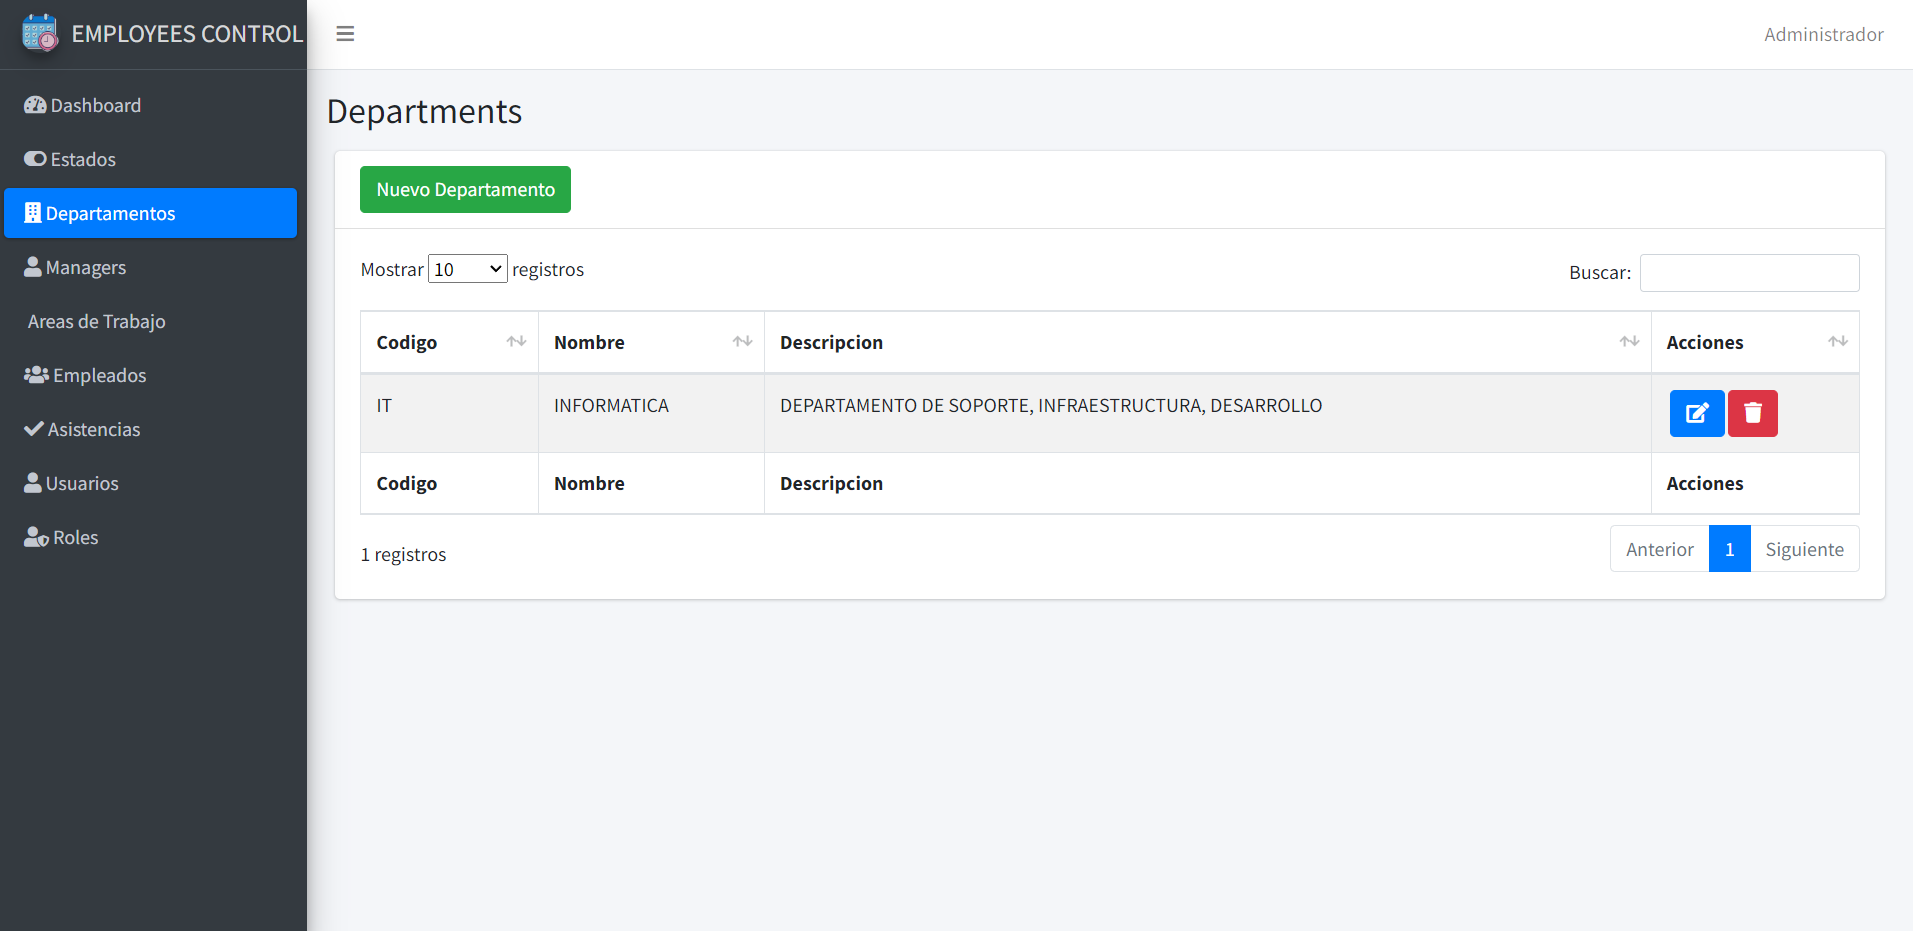 EMPLOYEES CONTROL
Administrador
Dashboard
Estados
Departamentos
Managers
Areas de Trabajo
Empleados
Asistencias
Usuarios
Roles
Departments
Nuevo Departamento
Mostrar 10 registros
Buscar:
Codigo Nombre Descripcion Acciones
IT INFORMATICA DEPARTAMENTO DE SOPORTE, INFRAESTRUCTURA, DESARROLLO
Codigo Nombre Descripcion Acciones
1 registros
Anterior 1 Siguiente